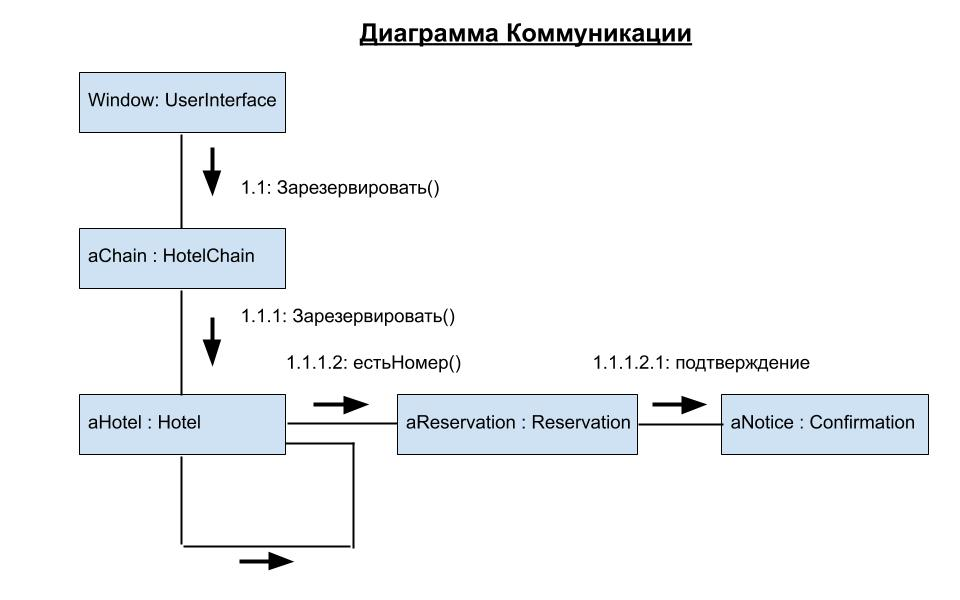 Диаграмма Коммуникации
Window: UserInterface
1.1: Зарезервировать()
aChain : HotelChain
1.1.1: Зарезервировать()
1.1.1.2: естьНомер()
1.1.1.2.1: подтверждение
aHotel : Hotel
aReservation : Reservation
aNotice : Confirmation